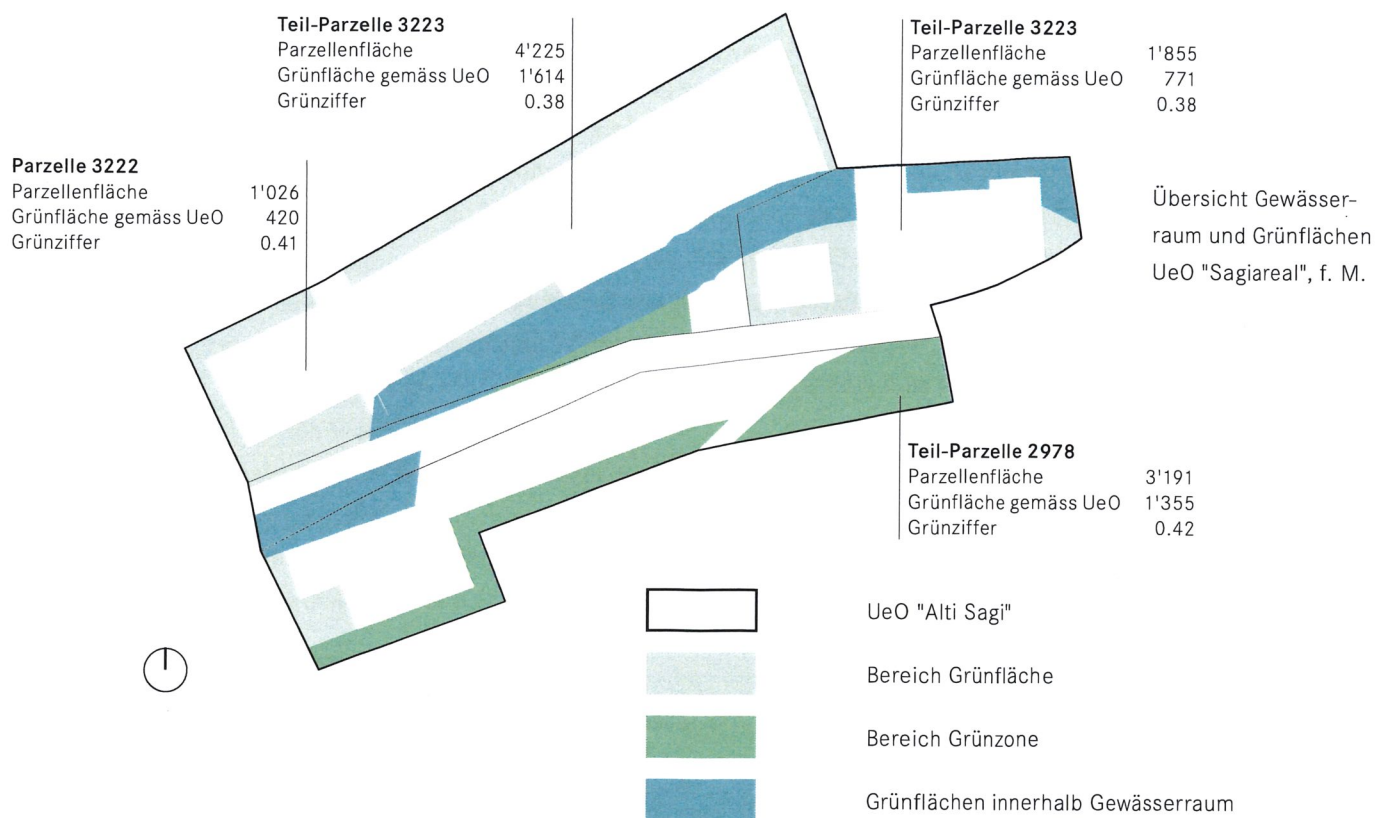 Teil-Parzelle 3223
Parzellenfläche 4'225
Grünfläche gemäss UeO 1'614
Grünziffer 0.38
Teil-Parzelle 3223
Parzellenfläche 1'855
Grünfläche gemäss UeO 771
Grünziffer 0.38
Parzelle 3222
Parzellenfläche 1'026
Grünfläche gemäss UeO 420
Grünziffer 0.41
Übersicht Gewässer-
raum und Grünflächen
UeO "Sagiareal", f. M.
Teil-Parzelle 2978
Parzellenfläche 3'191
Grünfläche gemäss UeO 1'355
Grünziffer 0.42
UeO "Alti Sagi"
Bereich Grünfläche
Bereich Grünzone
Grünflächen innerhalb Gewässerraum